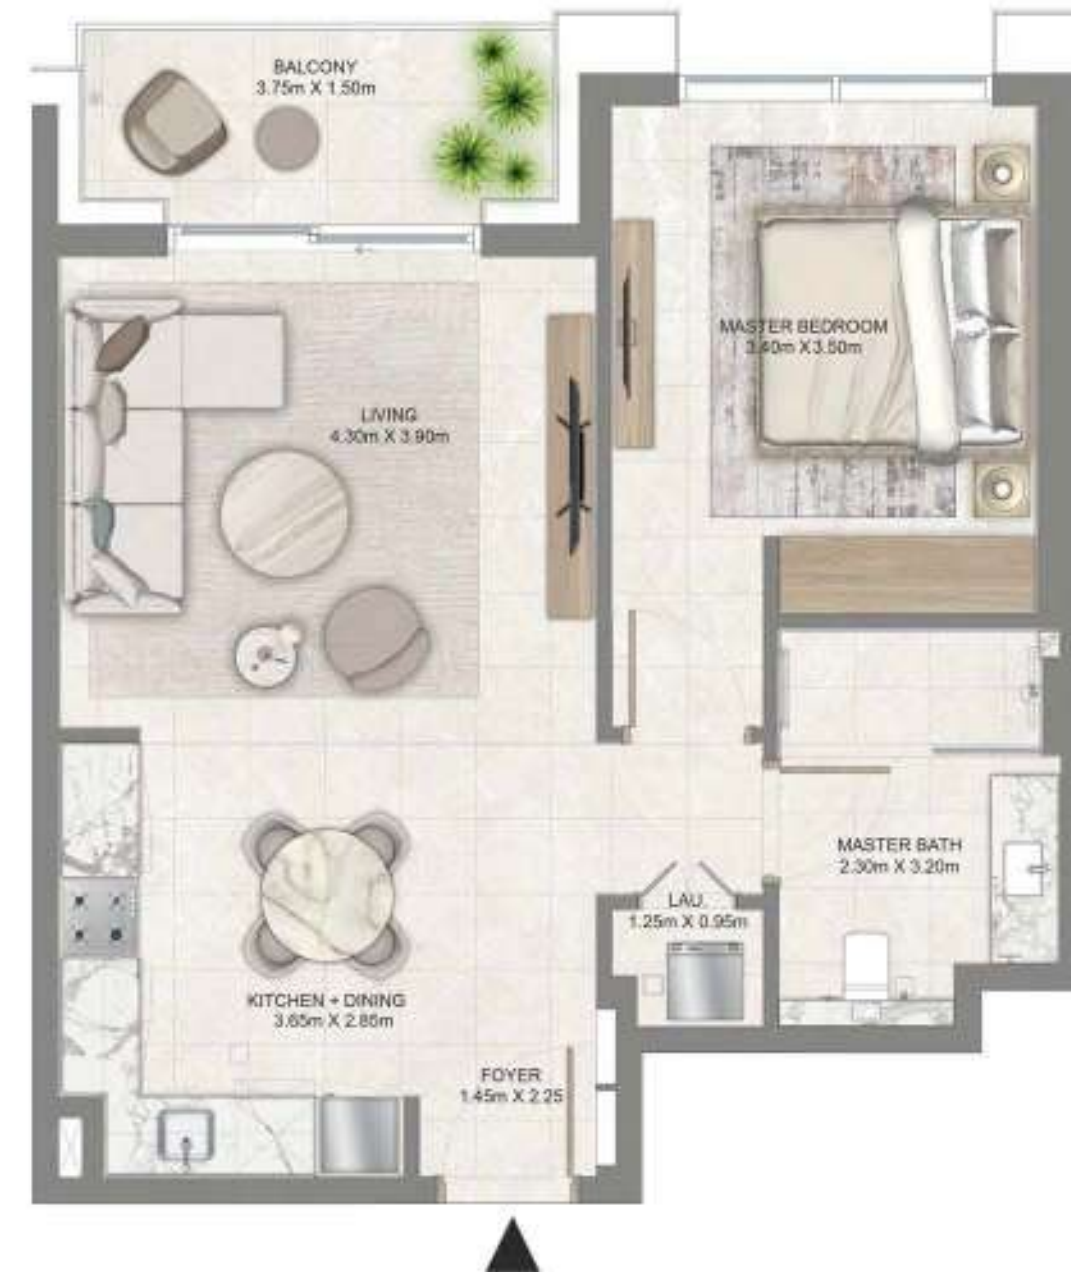 BALCONY
3.75m X 1.50m
MASTER BEDROOM
3.40m X 3.50m
LIVING
4.30m X 3.90m
MASTER BATH
2.30m X 3.20m
LAU.
1.25m X 0.95m
KITCHEN + DINING
3.65m X 2.85m
FOYER
1.45m X 2.25